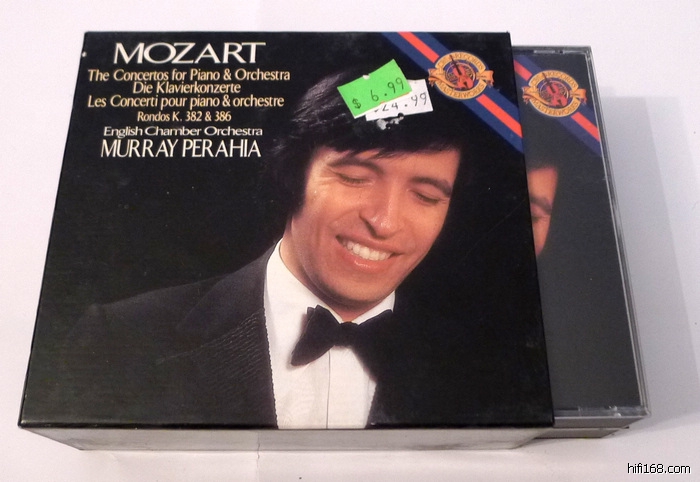 MOZART
The Concertos for Piano & Orchestra
Die Klavierkonzerte
Les Concerti pour piano & orchestre
Rondos K. 382 & 386
English Chamber Orchestra
MURRAY PERAHIA
$ 6.99
$24.99
hifi168.com